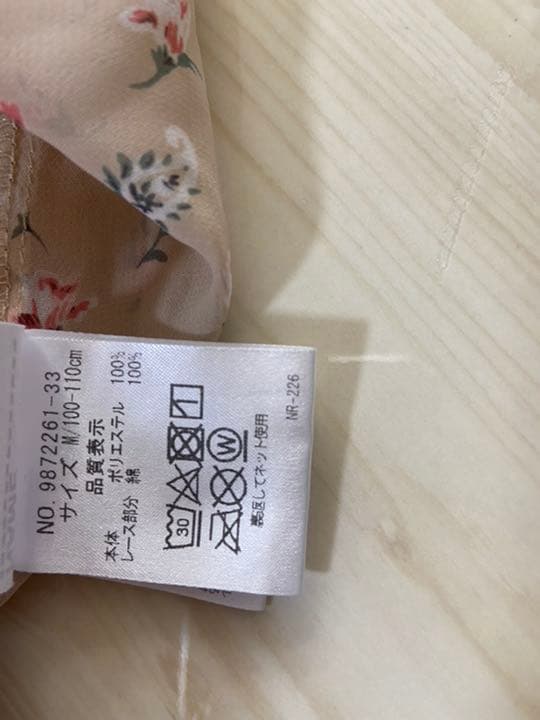 NO. 9872261-33
サイズ M/100-110cm
品質表示
本体 ポリエステル 100%
レース部分 綿 100%
30
W
裏返してネット使用
NR-226